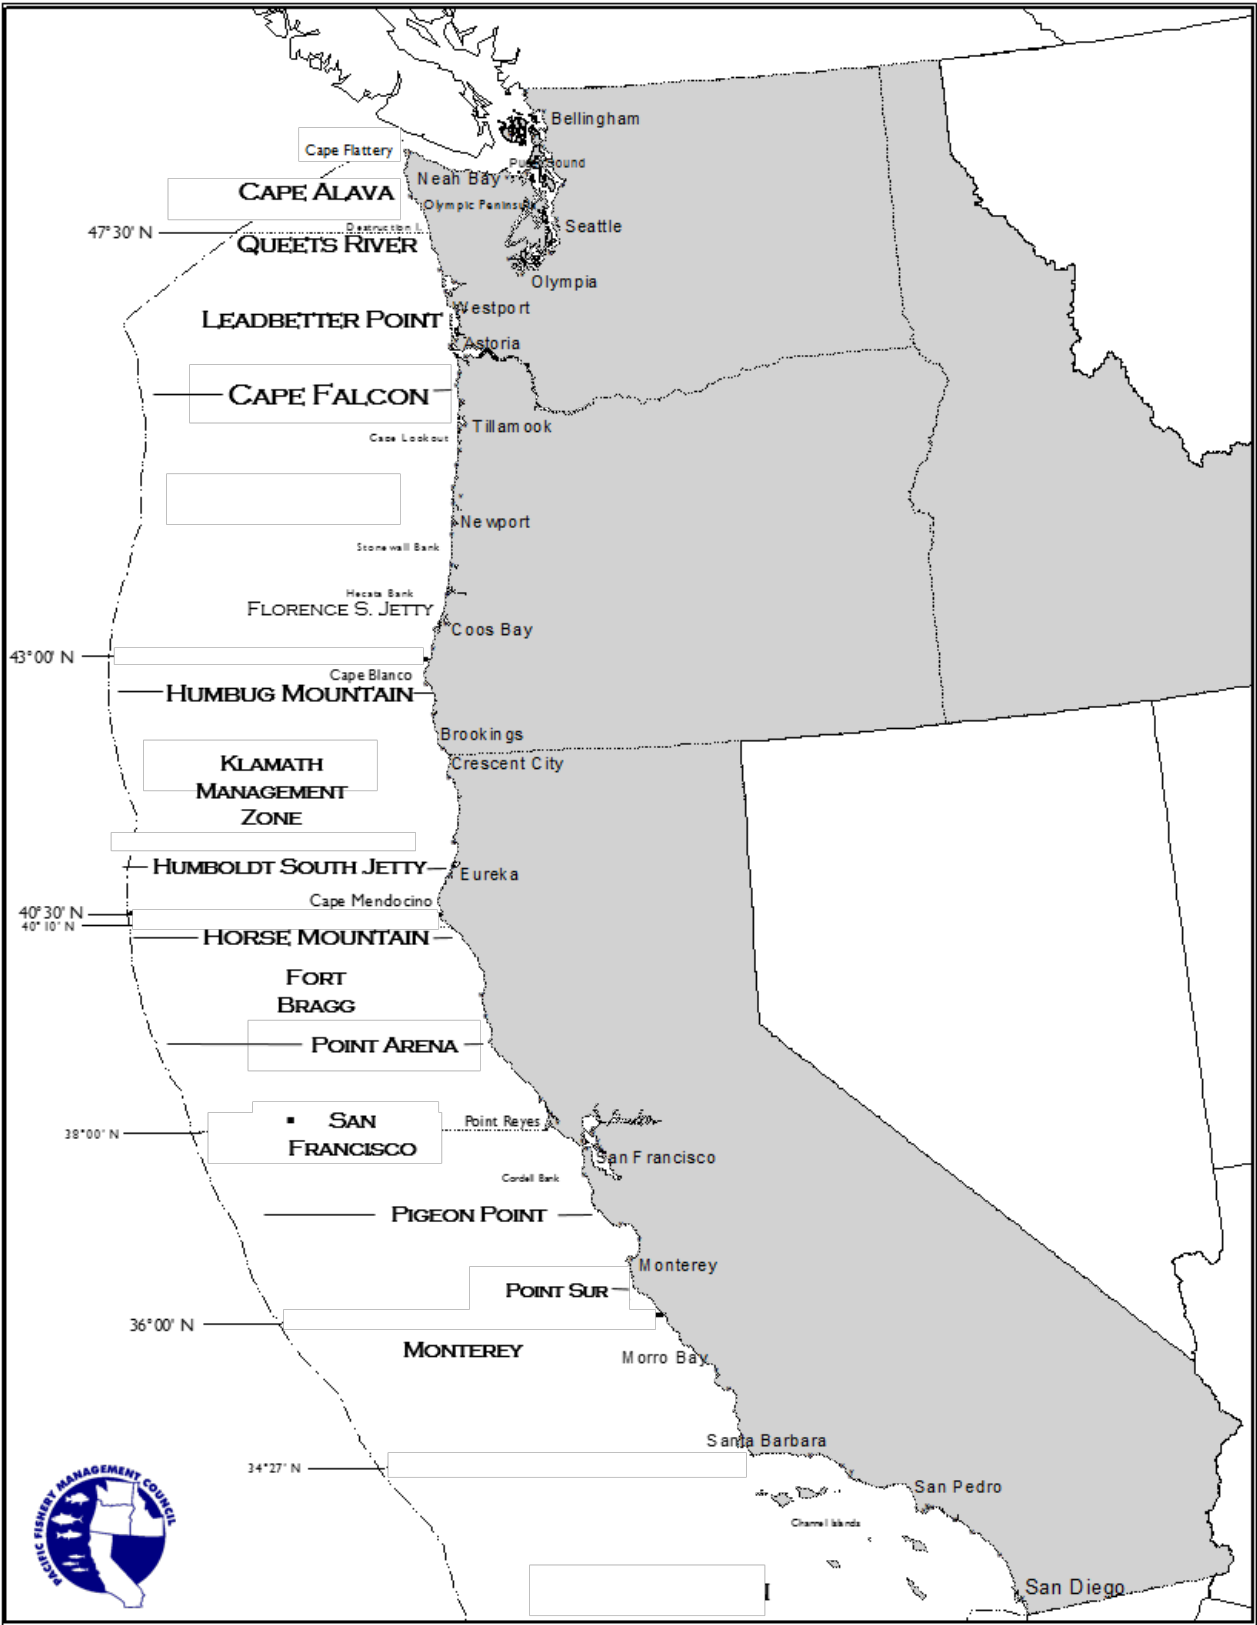 Bellingham
Cape Flattery
Puget Sound
Neah Bay
CAPE ALAVA
Olympic Peninsula
Destruction I.
Seattle
47°30' N
QUEETS RIVER
Olympia
Westport
LEADBETTER POINT
Astoria
CAPE FALCON
Tillamook
Cape Lookout
Newport
Stonewall Bank
Heceta Bank
FLORENCE S. JETTY
Coos Bay
43°00' N
Cape Blanco
HUMBUG MOUNTAIN
Brookings
Crescent City
KLAMATH
MANAGEMENT
ZONE
HUMBOLDT SOUTH JETTY
Eureka
Cape Mendocino
40°30' N
40°10' N
HORSE MOUNTAIN
FORT
BRAGG
POINT ARENA
SAN
FRANCISCO
Point Reyes
38°00' N
San Francisco
Cordell Bank
PIGEON POINT
Monterey
POINT SUR
36°00' N
MONTEREY
Morro Bay
Santa Barbara
34°27' N
San Pedro
Channel Islands
San Diego
PACIFIC FISHERY MANAGEMENT COUNCIL